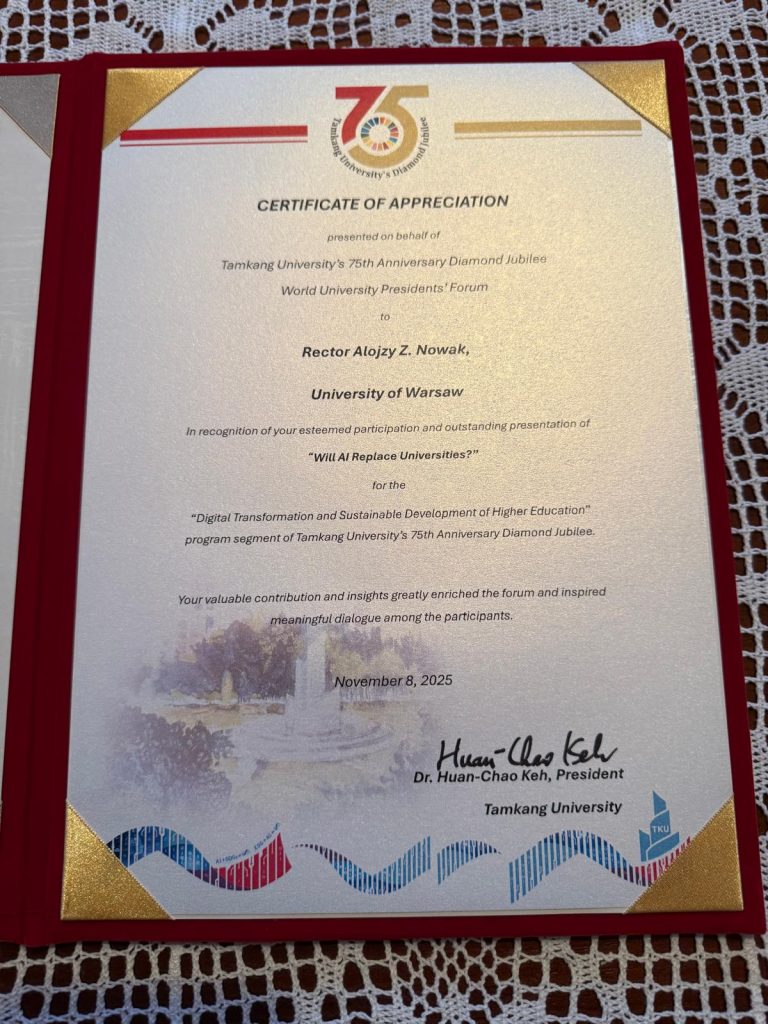 75
Tamkang University's Diamond Jubilee
CERTIFICATE OF APPRECIATION
presented on behalf of
Tamkang University's 75th Anniversary Diamond Jubilee
World University Presidents' Forum
to
Rector Alojzy Z. Nowak,
University of Warsaw
In recognition of your esteemed participation and outstanding presentation of
"Will AI Replace Universities?"
for the
"Digital Transformation and Sustainable Development of Higher Education"
program segment of Tamkang University's 75th Anniversary Diamond Jubilee.
Your valuable contribution and insights greatly enriched the forum and inspired
meaningful dialogue among the participants.
November 8, 2025
Huan-Chao Keh
Dr. Huan-Chao Keh, President
Tamkang University
TKU